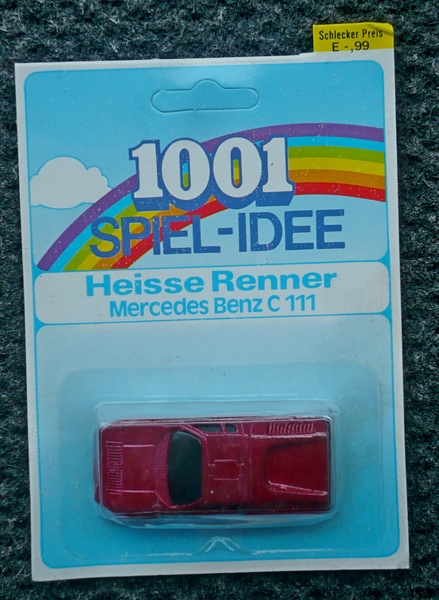 Schlecker Preis
E -,99
1001
SPIEL-IDEE
Heisse Renner
Mercedes Benz C 111